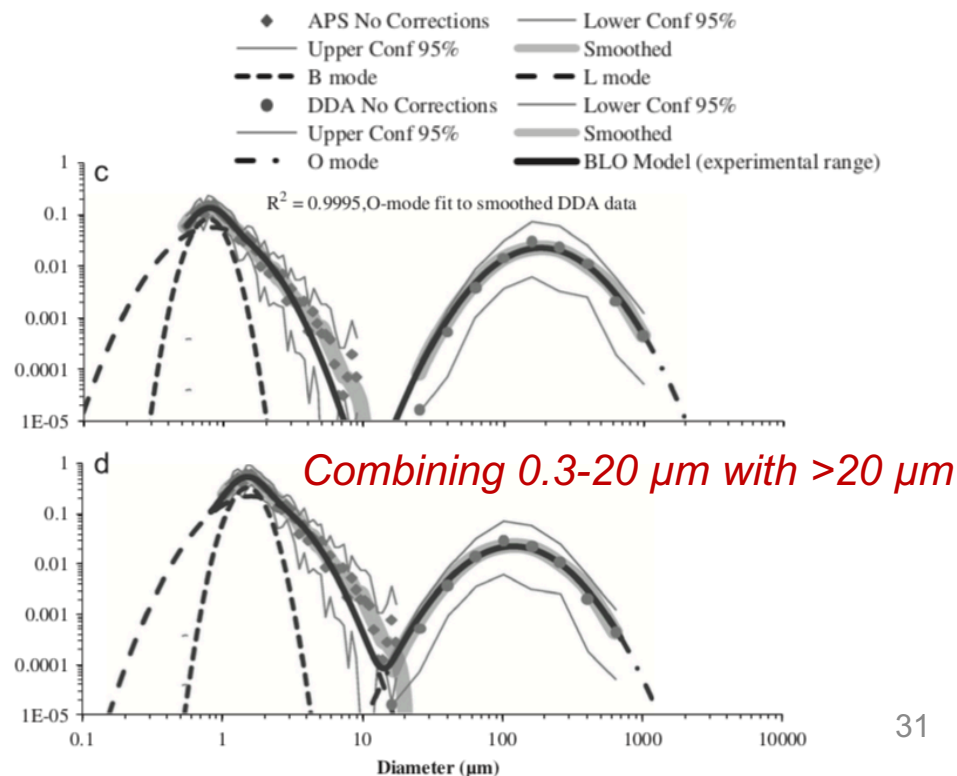 APS No Corrections Lower Conf 95%
Upper Conf 95% Smoothed
B mode L mode
DDA No Corrections Lower Conf 95%
Upper Conf 95% Smoothed
O mode BLO Model (experimental range)
1
c
R² = 0.9995,O-mode fit to smoothed DDA data
0.1
0.01
0.001
0.0001
1E-05
1
d
Combining 0.3-20 µm with >20 µm
0.1
0.01
0.001
0.0001
1E-05
0.1 1 10 100 1000 10000
31
Diameter (µm)